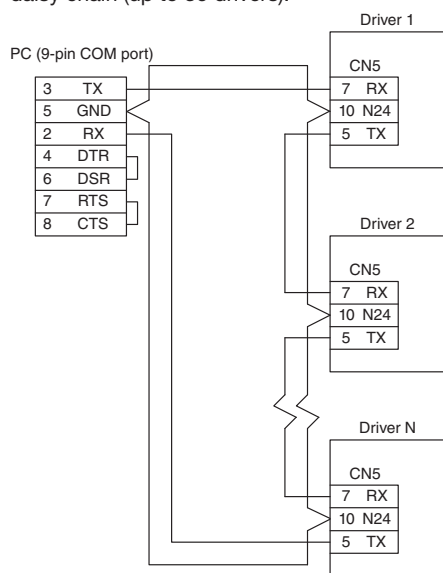 daisy chain (up to 36 drivers).
Driver 1
PC (9-pin COM port)
CN5
3 TX
5 GND
2 RX
4 DTR
6 DSR
7 RTS
8 CTS
7 RX
10 N24
5 TX
Driver 2
CN5
7 RX
10 N24
5 TX
Driver N
CN5
7 RX
10 N24
5 TX